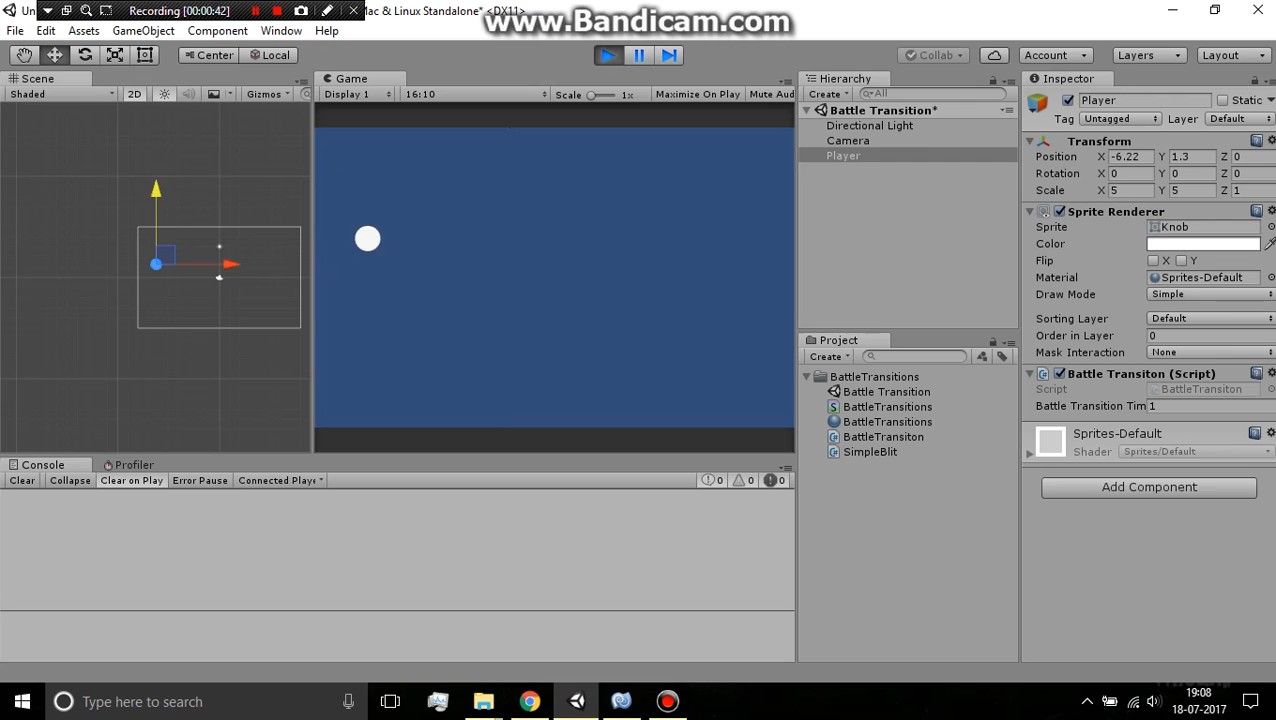 Recording [00:00:42]
Mac & Linux Standalone* <DX11>
www.Bandicam.com
File Edit Assets GameObject Component Window Help
Center Local
Collab Account Layers Layout
Scene
Shaded 2D Gizmos
Game
Display 1 16:10 Scale 1x Maximize On Play Mute Aud
Hierarchy
Create All
Battle Transition*
Directional Light
Camera
Player
Project
Create
BattleTransitions
Battle Transition
BattleTransitions
BattleTransitions
BattleTransiton
SimpleBlit
Inspector
Player Static
Tag Untagged Layer Default
Transform
Position X -6.22 Y 1.3 Z 0
Rotation X 0 Y 0 Z 0
Scale X 5 Y 5 Z 1
Sprite Renderer
Sprite Knob
Color
Flip X Y
Material Sprites-Default
Draw Mode Simple
Sorting Layer Default
Order in Layer 0
Mask Interaction None
Battle Transiton (Script)
Script BattleTransiton
Battle Transition Tim 1
Sprites-Default
Shader Sprites/Default
Add Component
Console Profiler
Clear Collapse Clear on Play Error Pause Connected Playe 0 0 0
Type here to search
19:08
18-07-2017